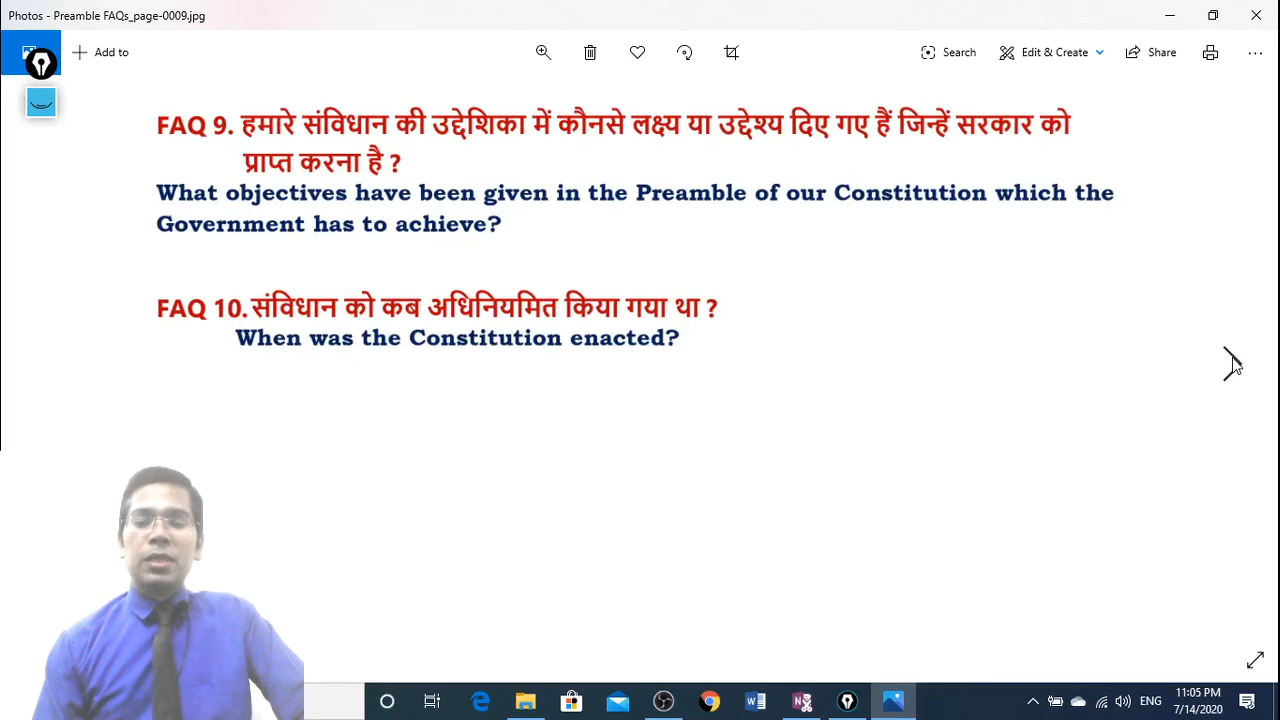 Photos - Preamble FAQs_page-0009.jpg
Add to
Search
Edit & Create
Share
FAQ 9. हमारे संविधान की उद्देशिका में कौनसे लक्ष्य या उद्देश्य दिए गए हैं जिन्हें सरकार को
प्राप्त करना है ?
What objectives have been given in the Preamble of our Constitution which the
Government has to achieve?
FAQ 10. संविधान को कब अधिनियमित किया गया था ?
When was the Constitution enacted?
ENG
11:05 PM
7/14/2020